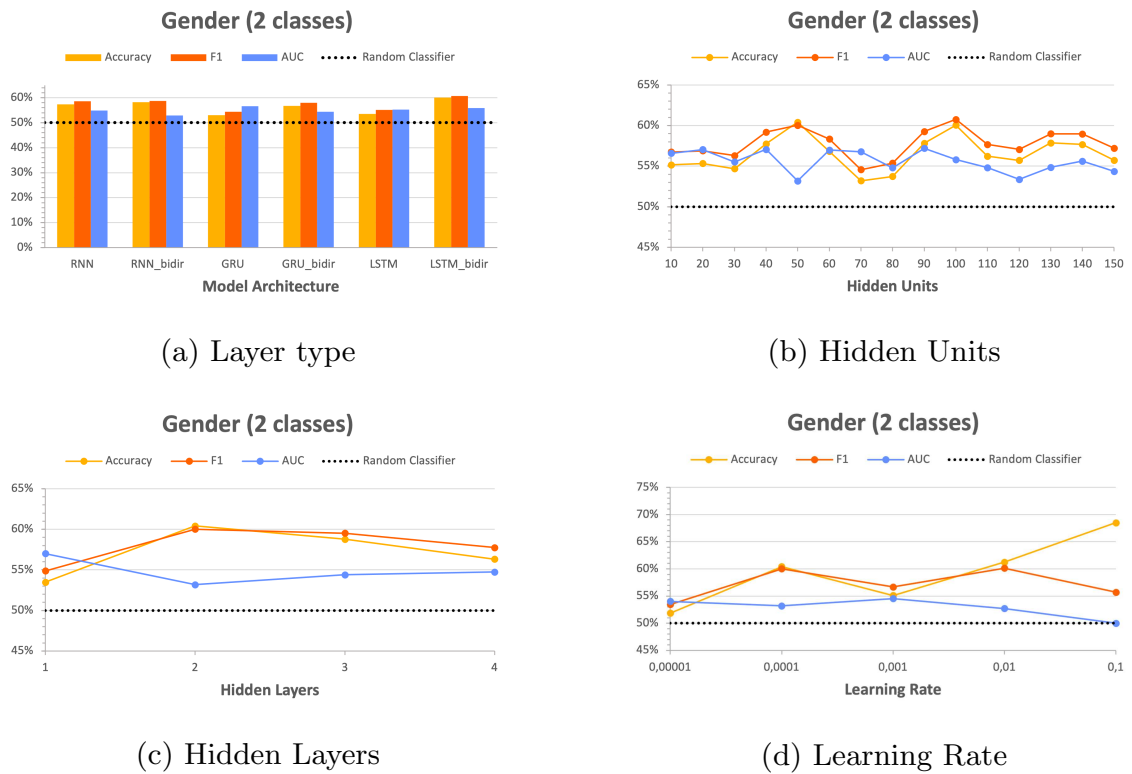 Gender (2 classes)
Accuracy F1 AUC Random Classifier
60%
50%
40%
30%
20%
10%
0%
RNN RNN_bidir GRU GRU_bidir LSTM LSTM_bidir
Model Architecture
(a) Layer type
Gender (2 classes)
Accuracy F1 AUC Random Classifier
65%
60%
55%
50%
45%
10 20 30 40 50 60 70 80 90 100 110 120 130 140 150
Hidden Units
(b) Hidden Units
Gender (2 classes)
Accuracy F1 AUC Random Classifier
65%
60%
55%
50%
45%
1 2 3 4
Hidden Layers
(c) Hidden Layers
Gender (2 classes)
Accuracy F1 AUC Random Classifier
75%
70%
65%
60%
55%
50%
45%
0,00001 0,0001 0,001 0,01 0,1
Learning Rate
(d) Learning Rate